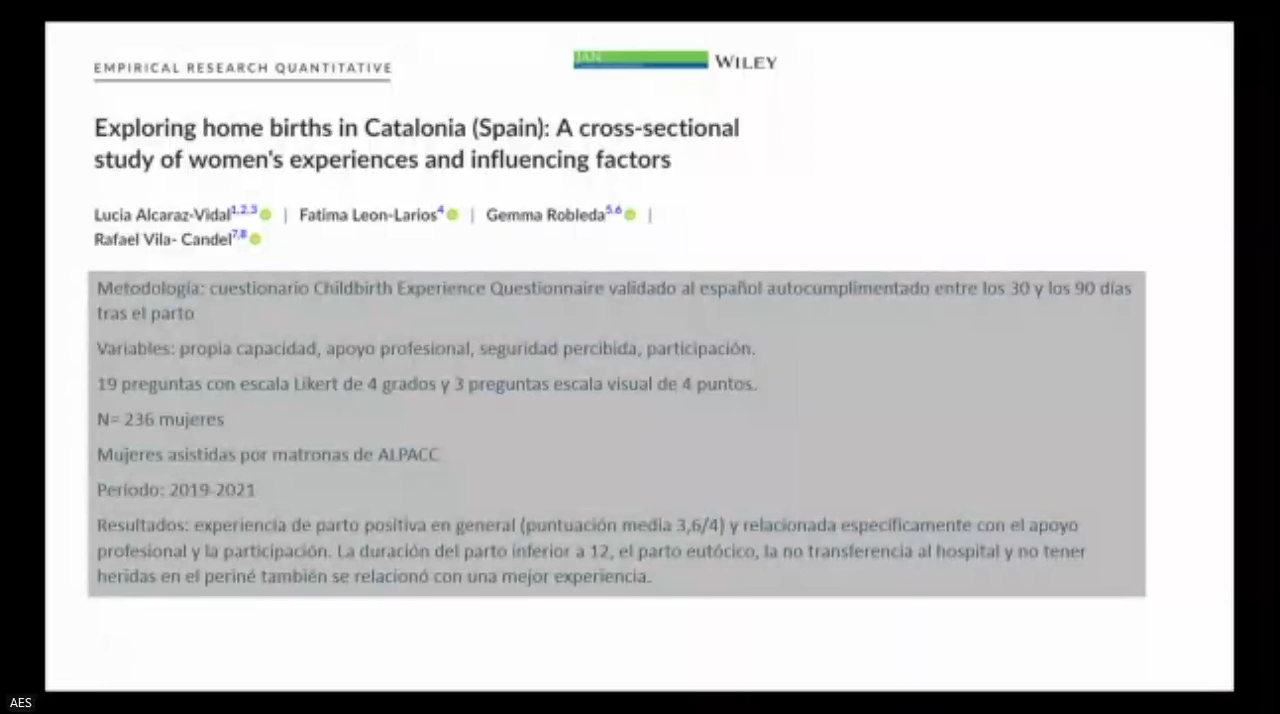 EMPIRICAL RESEARCH QUANTITATIVE
JAN
WILEY
Exploring home births in Catalonia (Spain): A cross-sectional
study of women's experiences and influencing factors
Lucia Alcaraz-Vidal1,2,3 | Fatima Leon-Larios4 | Gemma Robleda5,6 |
Rafael Vila- Candel7,8
Metodología: cuestionario Childbirth Experience Questionnaire validado al español autocumplimentado entre los 30 y los 90 días
tras el parto
Variables: propia capacidad, apoyo profesional, seguridad percibida, participación.
19 preguntas con escala Likert de 4 grados y 3 preguntas escala visual de 4 puntos.
N= 236 mujeres
Mujeres asistidas por matronas de ALPACC
Período: 2019-2021
Resultados: experiencia de parto positiva en general (puntuación media 3,6/4) y relacionada específicamente con el apoyo
profesional y la participación. La duración del parto inferior a 12, el parto eutócico, la no transferencia al hospital y no tener
heridas en el periné también se relacionó con una mejor experiencia.
AES